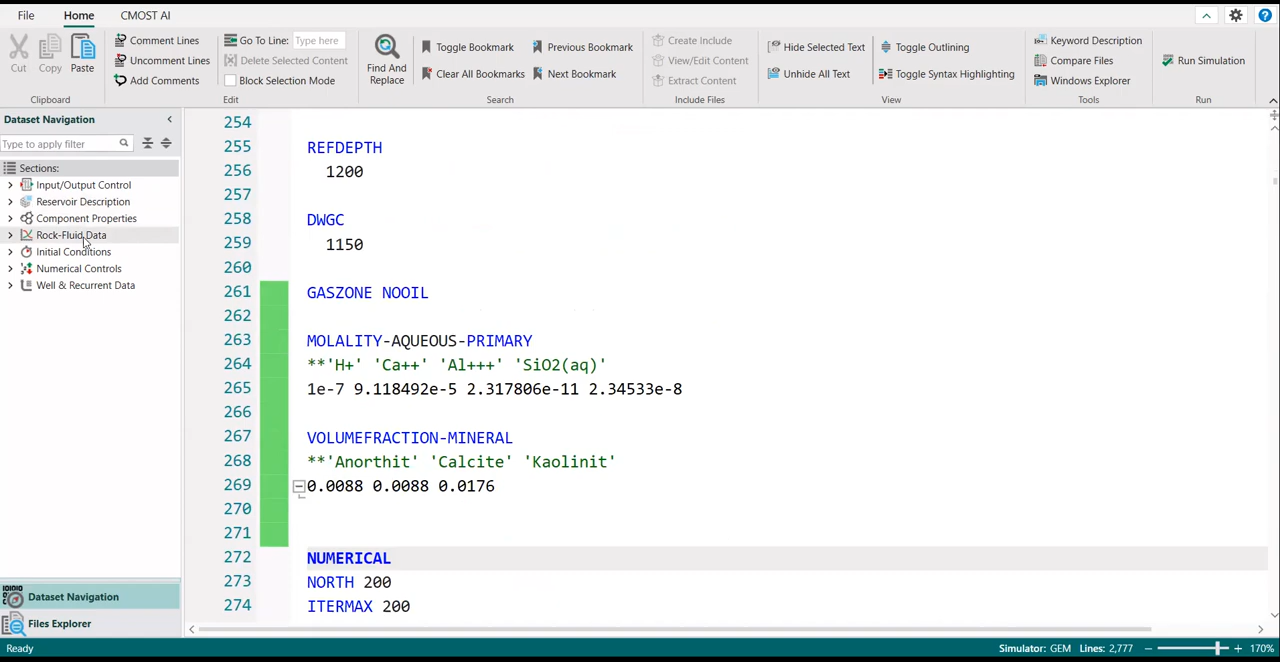 File Home CMOST AI
Cut Copy Paste
Clipboard
Comment Lines
Uncomment Lines
Add Comments
Go To Line: Type here
Delete Selected Content
Block Selection Mode
Edit
Find And
Replace
Toggle Bookmark
Clear All Bookmarks
Previous Bookmark
Next Bookmark
Search
Create Include
View/Edit Content
Extract Content
Include Files
Hide Selected Text
Unhide All Text
Toggle Outlining
Toggle Syntax Highlighting
View
Keyword Description
Compare Files
Windows Explorer
Tools
Run Simulation
Run
Dataset Navigation
Type to apply filter
Sections:
Input/Output Control
Reservoir Description
Component Properties
Rock-Fluid Data
Initial Conditions
Numerical Controls
Well & Recurrent Data
Dataset Navigation
Files Explorer
254
255 REFDEPTH
256 1200
257
258 DWGC
259 1150
260
261 GASZONE NOOIL
262
263 MOLALITY-AQUEOUS-PRIMARY
264 **'H+' 'Ca++' 'Al+++' 'SiO2(aq)'
265 1e-7 9.118492e-5 2.317806e-11 2.34533e-8
266
267 VOLUMEFRACTION-MINERAL
268 **'Anorthit' 'Calcite' 'Kaolinit'
269 0.0088 0.0088 0.0176
270
271
272 NUMERICAL
273 NORTH 200
274 ITERMAX 200
Ready Simulator: GEM Lines: 2,777 170%